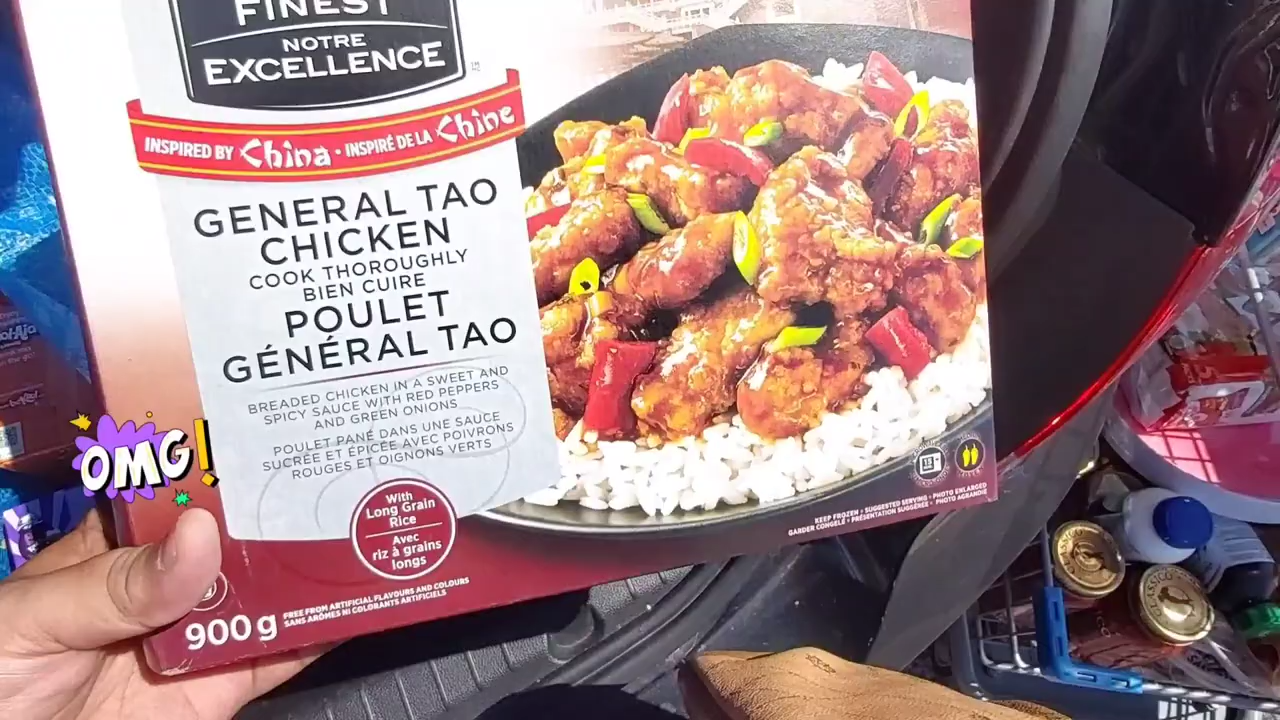 FINEST
NOTRE
EXCELLENCE
INSPIRED BY China • INSPIRÉ DE LA Chine
GENERAL TAO
CHICKEN
COOK THOROUGHLY
BIEN CUIRE
POULET
GÉNÉRAL TAO
BREADED CHICKEN IN A SWEET AND
SPICY SAUCE WITH RED PEPPERS
AND GREEN ONIONS
POULET PANÉ DANS UNE SAUCE
SUCRÉE ET ÉPICÉE AVEC POIVRONS
ROUGES ET OIGNONS VERTS
OMG!
With
Long Grain
Rice
Avec
riz à grains
longs
KEEP FROZEN • SUGGESTED SERVING • PHOTO ENLARGED
GARDER CONGELÉ • PRÉSENTATION SUGGÉRÉE • PHOTO AGRANDIE
900 g
FREE FROM ARTIFICIAL FLAVOURS AND COLOURS
SANS ARÔMES NI COLORANTS ARTIFICIELS
CLASSICO